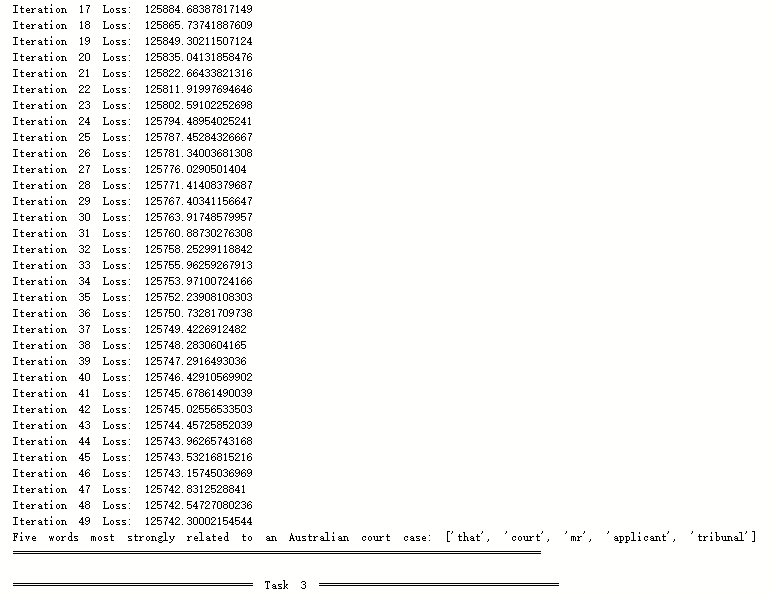 Iteration 17 Loss: 125884.68387817149
Iteration 18 Loss: 125865.73741887609
Iteration 19 Loss: 125849.30211507124
Iteration 20 Loss: 125835.04131858476
Iteration 21 Loss: 125822.66433821316
Iteration 22 Loss: 125811.91997694646
Iteration 23 Loss: 125802.59102252698
Iteration 24 Loss: 125794.48954025241
Iteration 25 Loss: 125787.45284326667
Iteration 26 Loss: 125781.34003681308
Iteration 27 Loss: 125776.0290501404
Iteration 28 Loss: 125771.41408379687
Iteration 29 Loss: 125767.40341156647
Iteration 30 Loss: 125763.91748579957
Iteration 31 Loss: 125760.88730276308
Iteration 32 Loss: 125758.25299118842
Iteration 33 Loss: 125755.96259267913
Iteration 34 Loss: 125753.97100724166
Iteration 35 Loss: 125752.23908108303
Iteration 36 Loss: 125750.73281709738
Iteration 37 Loss: 125749.4226912482
Iteration 38 Loss: 125748.2830604165
Iteration 39 Loss: 125747.2916493036
Iteration 40 Loss: 125746.42910569902
Iteration 41 Loss: 125745.67861490039
Iteration 42 Loss: 125745.02556533503
Iteration 43 Loss: 125744.45725852039
Iteration 44 Loss: 125743.96265743168
Iteration 45 Loss: 125743.53216815216
Iteration 46 Loss: 125743.15745036969
Iteration 47 Loss: 125742.8312528841
Iteration 48 Loss: 125742.54727080236
Iteration 49 Loss: 125742.30002154544
Five words most strongly related to an Australian court case: ['that', 'court', 'mr', 'applicant', 'tribunal']
Task 3